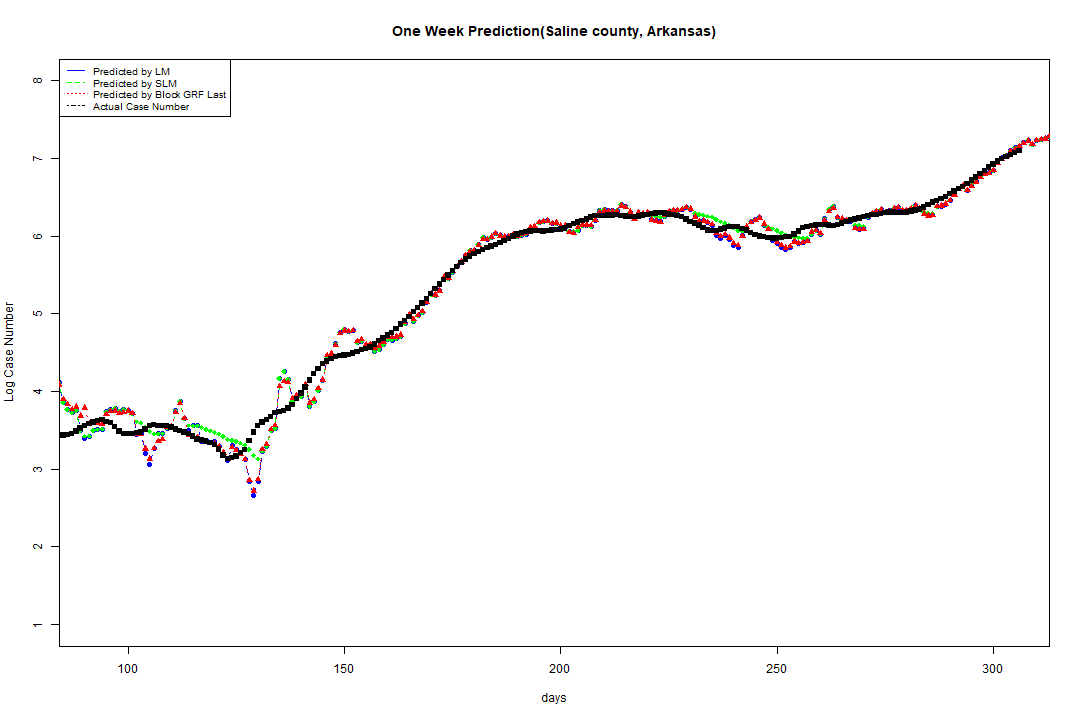 One Week Prediction(Saline county, Arkansas)
Predicted by LM
Predicted by SLM
Predicted by Block GRF Last
Actual Case Number
8
7
6
5
4
3
2
1
Log Case Number
100 150 200 250 300
days